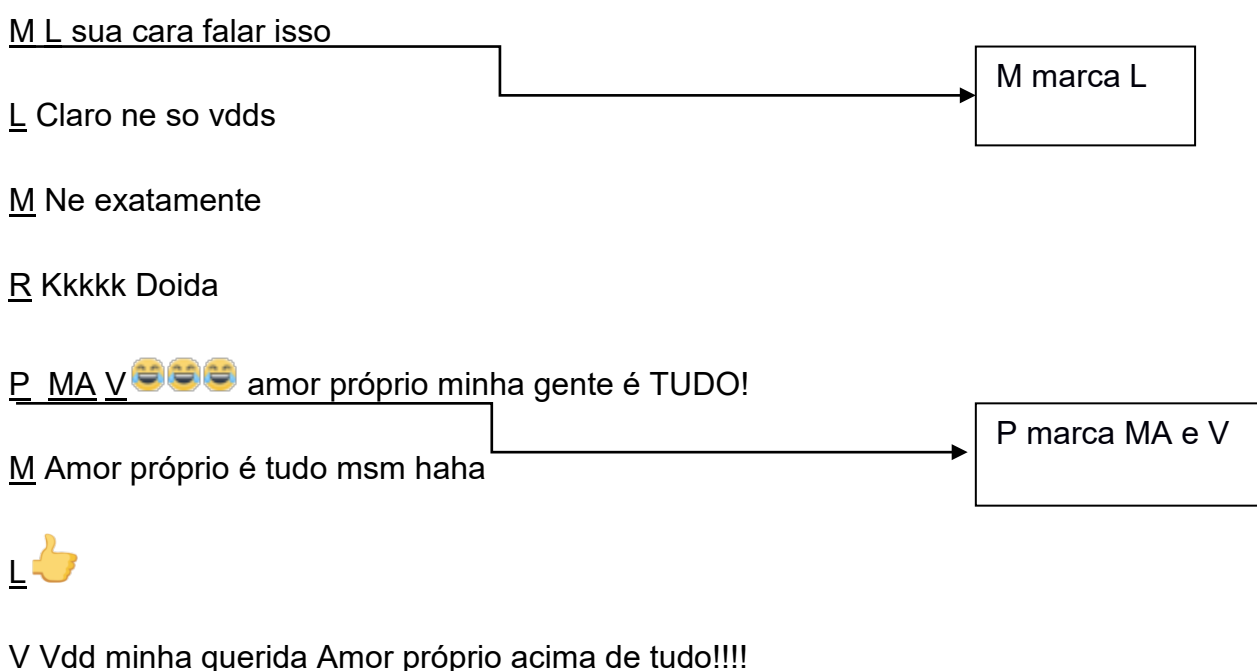 M L sua cara falar isso
M marca L
L Claro ne so vdds
M Ne exatamente
R Kkkkk Doida
P MA V😂😂😂 amor próprio minha gente é TUDO!
P marca MA e V
M Amor próprio é tudo msm haha
L👍
V Vdd minha querida Amor próprio acima de tudo!!!!